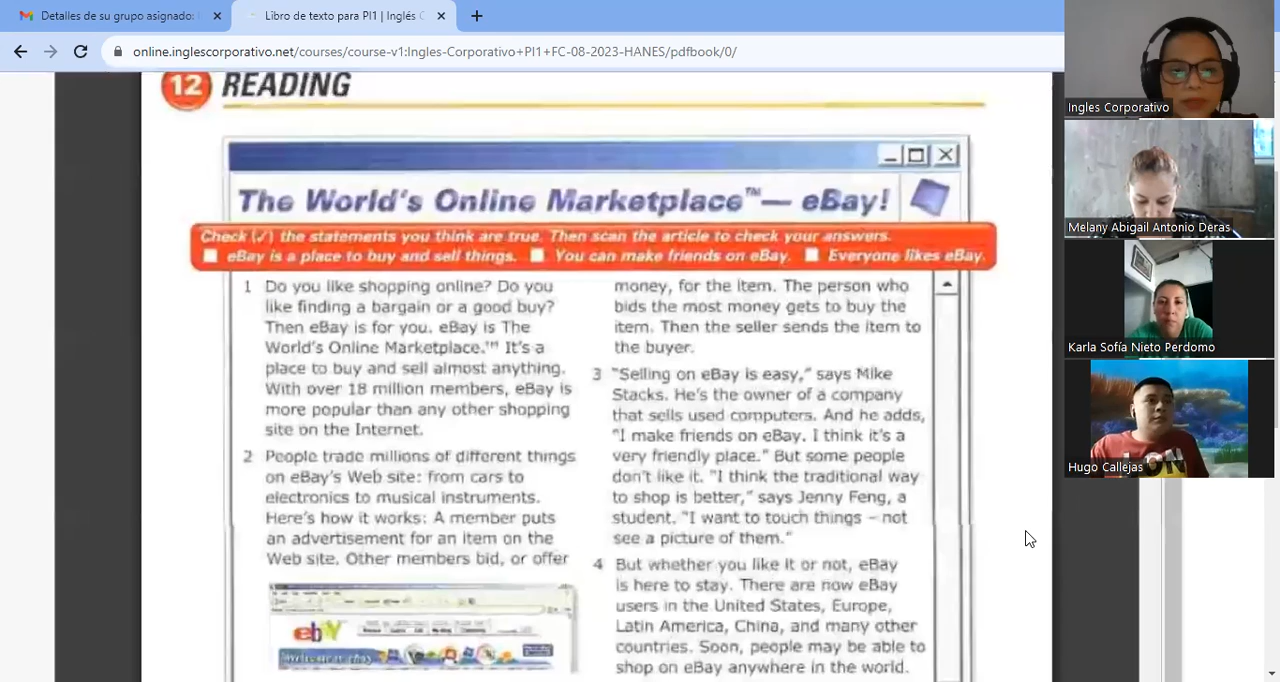 Detalles de su grupo asignado:
Libro de texto para PI1 | Inglés C
online.inglescorporativo.net/courses/course-v1:Ingles-Corporativo+PI1+FC-08-2023-HANES/pdfbook/0/
12 READING
The World's Online Marketplace™— eBay!
Check (✓) the statements you think are true. Then scan the article to check your answers.
eBay is a place to buy and sell things. You can make friends on eBay. Everyone likes eBay.
1 Do you like shopping online? Do you
like finding a bargain or a good buy?
Then eBay is for you. eBay is The
World's Online Marketplace.™ It's a
place to buy and sell almost anything.
With over 18 million members, eBay is
more popular than any other shopping
site on the Internet.
2 People trade millions of different things
on eBay's Web site: from cars to
electronics to musical instruments.
Here's how it works: A member puts
an advertisement for an item on the
Web site. Other members bid, or offer
money, for the item. The person who
bids the most money gets to buy the
item. Then the seller sends the item to
the buyer.
3 "Selling on eBay is easy," says Mike
Stacks. He's the owner of a company
that sells used computers. And he adds,
"I make friends on eBay. I think it's a
very friendly place." But some people
don't like it. "I think the traditional way
to shop is better," says Jenny Feng, a
student. "I want to touch things – not
see a picture of them."
4 But whether you like it or not, eBay
is here to stay. There are now eBay
users in the United States, Europe,
Latin America, China, and many other
countries. Soon, people may be able to
shop on eBay anywhere in the world.
ebY
Ingles Corporativo
Melany Abigail Antonio Deras
Karla Sofía Nieto Perdomo
Hugo Callejas